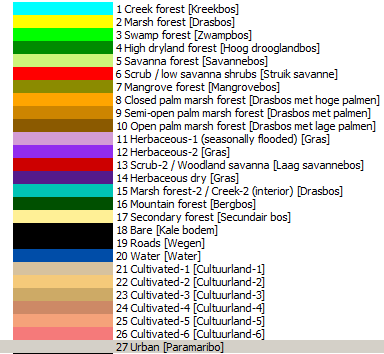 1 Creek forest [Kreekbos]
2 Marsh forest [Drasbos]
3 Swamp forest [Zwampbos]
4 High dryland forest [Hoog drooglandbos]
5 Savanna forest [Savannebos]
6 Scrub / low savanna shrubs [Struik savanne]
7 Mangrove forest [Mangrovebos]
8 Closed palm marsh forest [Drasbos met hoge palmen]
9 Semi-open palm marsh forest [Drasbos met palmen]
10 Open palm marsh forest [Drasbos met lage palmen]
11 Herbaceous-1 (seasonally flooded) [Gras]
12 Herbaceous-2 [Gras]
13 Scrub-2 / Woodland savanna [Laag savannebos]
14 Herbaceous dry [Gras]
15 Marsh forest-2 / Creek-2 (interior) [Drasbos]
16 Mountain forest [Bergbos]
17 Secondary forest [Secundair bos]
18 Bare [Kale bodem]
19 Roads [Wegen]
20 Water [Water]
21 Cultivated-1 [Cultuurland-1]
22 Cultivated-2 [Cultuurland-2]
23 Cultivated-3 [Cultuurland-3]
24 Cultivated-4 [Cultuurland-4]
25 Cultivated-5 [Cultuurland-5]
26 Cultivated-6 [Cultuurland-6]
27 Urban [Paramaribo]